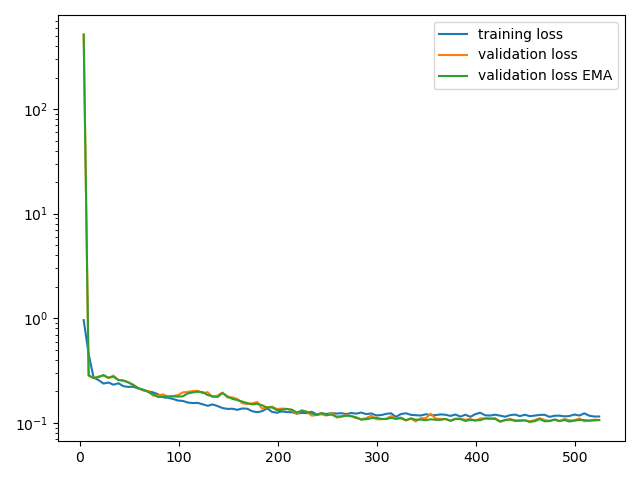 training loss
validation loss
validation loss EMA
10²
10¹
10⁰
10⁻¹
0 100 200 300 400 500